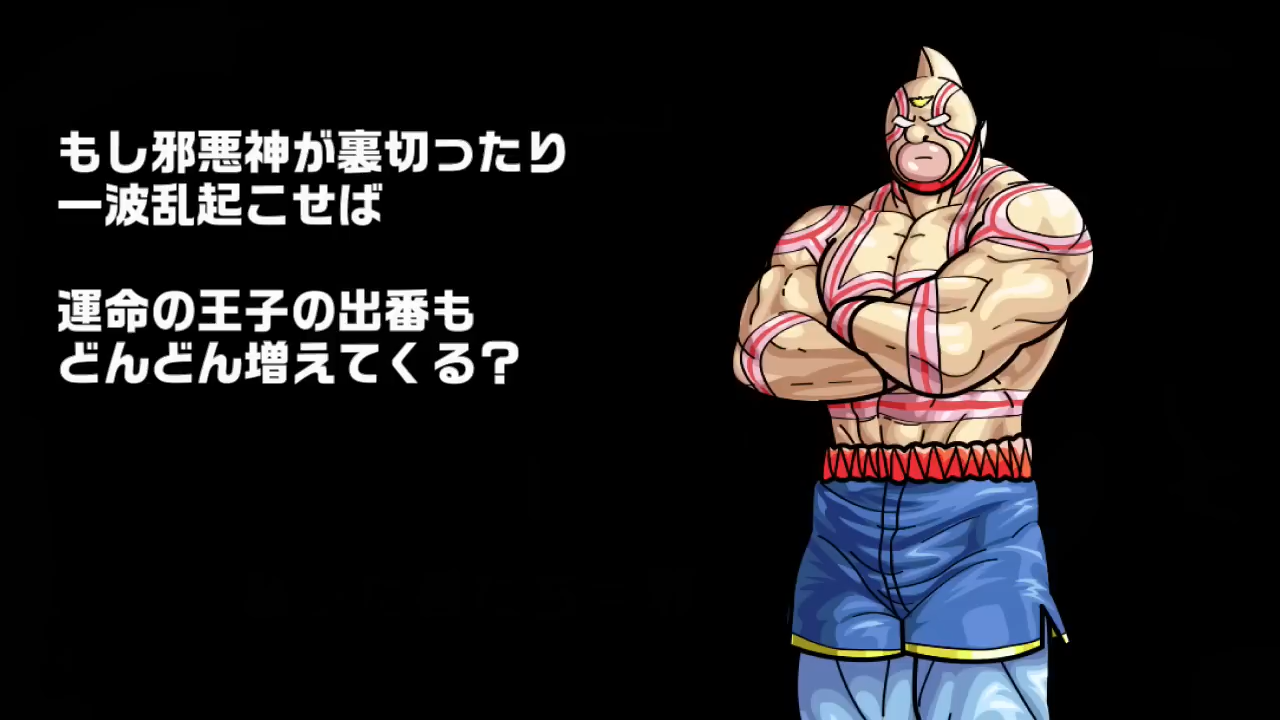 もし邪悪神が裏切ったり
一波乱起こせば
運命の王子の出番も
どんどん増えてくる？